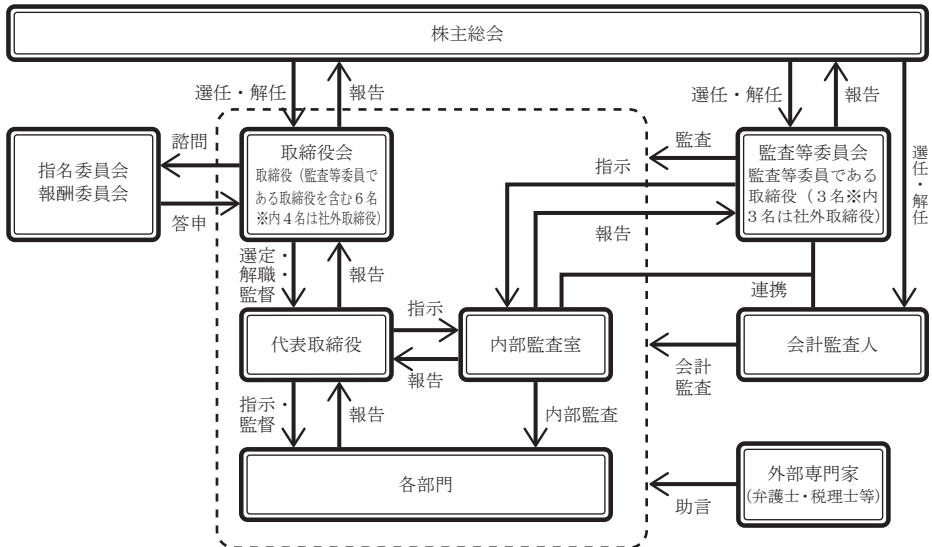 株主総会
選任・解任
報告
選任・解任
報告
選任・解任
指名委員会
報酬委員会
諮問
答申
取締役会
取締役（監査等委員で
ある取締役を含む６名
※内４名は社外取締役）
監査
指示
報告
監査等委員会
監査等委員である
取締役（３名※内
３名は社外取締役）
選定・
解職・
監督
報告
連携
代表取締役
指示
報告
内部監査室
会計監査人
会計
監査
指示・
監督
報告
内部監査
各部門
外部専門家
（弁護士・税理士等）
助言